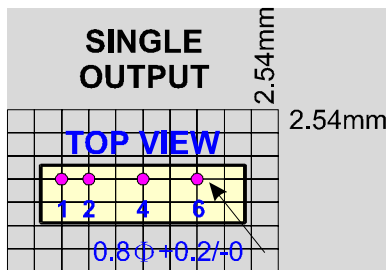 SINGLE
OUTPUT
2.54mm
2.54mm
TOP VIEW
1 2 4 6
0.8Φ+0.2/-0